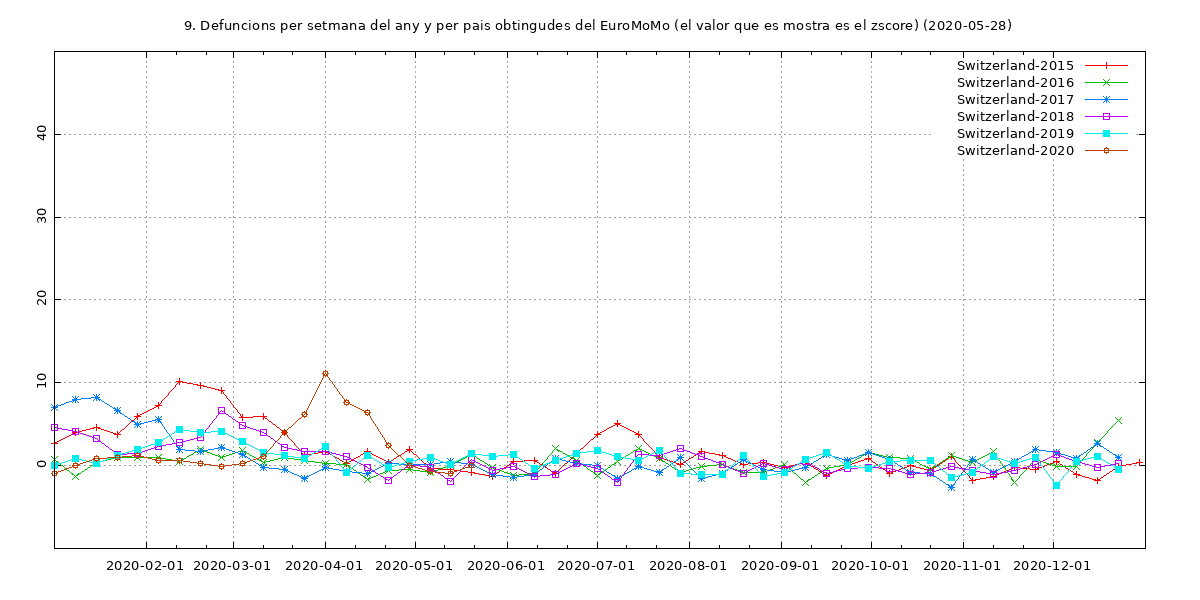 9. Defuncions per setmana del any y per pais obtingudes del EuroMoMo (el valor que es mostra es el zscore) (2020-05-28)
Switzerland-2015
Switzerland-2016
Switzerland-2017
Switzerland-2018
Switzerland-2019
Switzerland-2020
40
30
20
10
0
2020-02-01 2020-03-01 2020-04-01 2020-05-01 2020-06-01 2020-07-01 2020-08-01 2020-09-01 2020-10-01 2020-11-01 2020-12-01